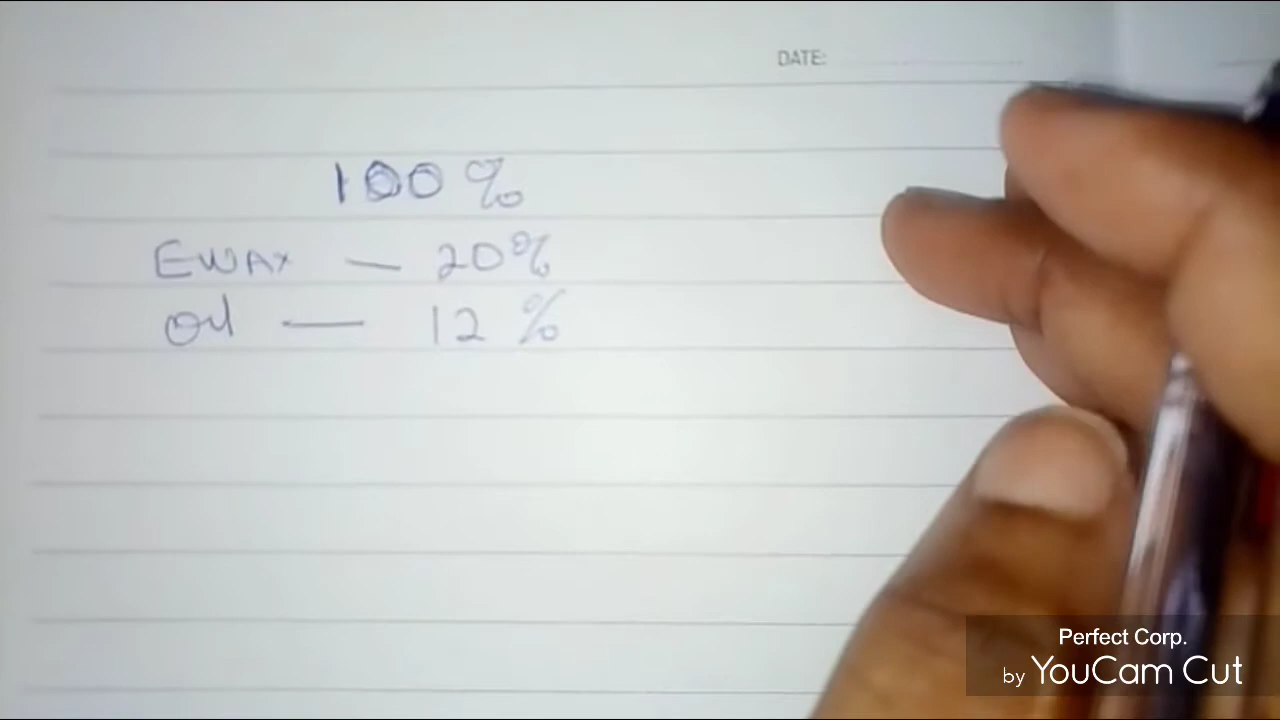 DATE:
100%
EWAX — 20%
Oil — 12%
Perfect Corp.
by YouCam Cut